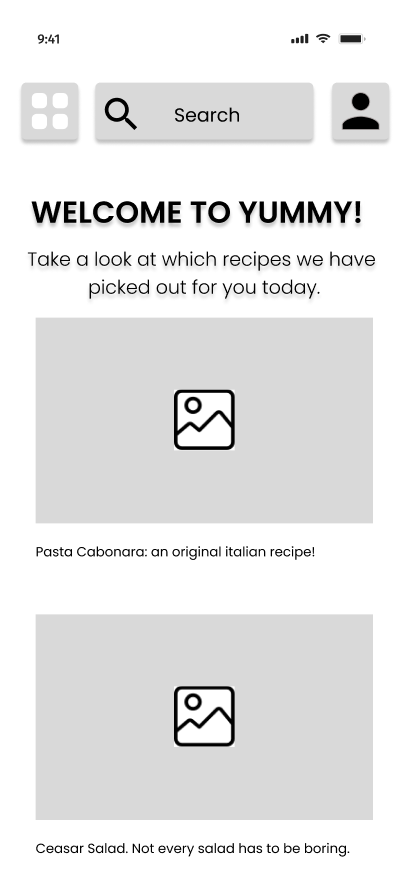 9:41
Search
WELCOME TO YUMMY!
Take a look at which recipes we have
picked out for you today.
Pasta Cabonara: an original italian recipe!
Ceasar Salad. Not every salad has to be boring.